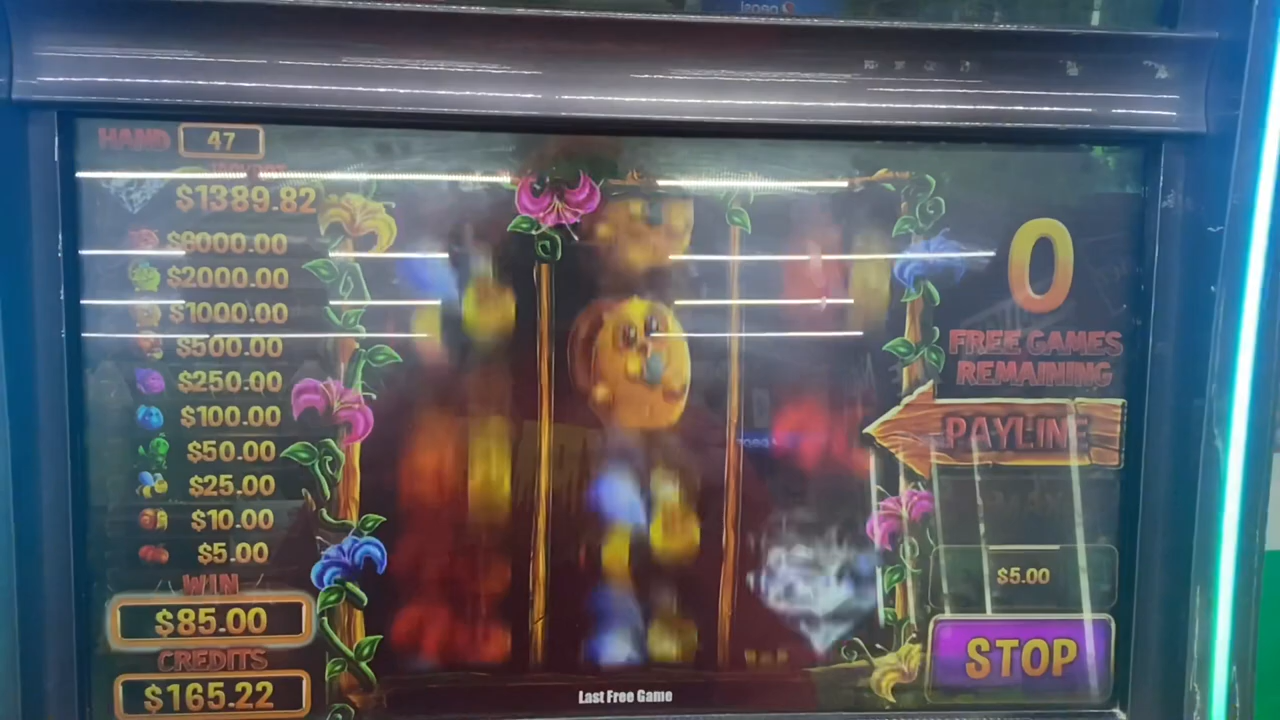 HAND 47
JACKPOT
$1389.82
$8000.00
$2000.00
$1000.00
$500.00
$250.00
$100.00
$50.00
$25.00
$10.00
$5.00
WIN
$85.00
CREDITS
$165.22
0
FREE GAMES
REMAINING
PAYLINE
$5.00
STOP
Last Free Game